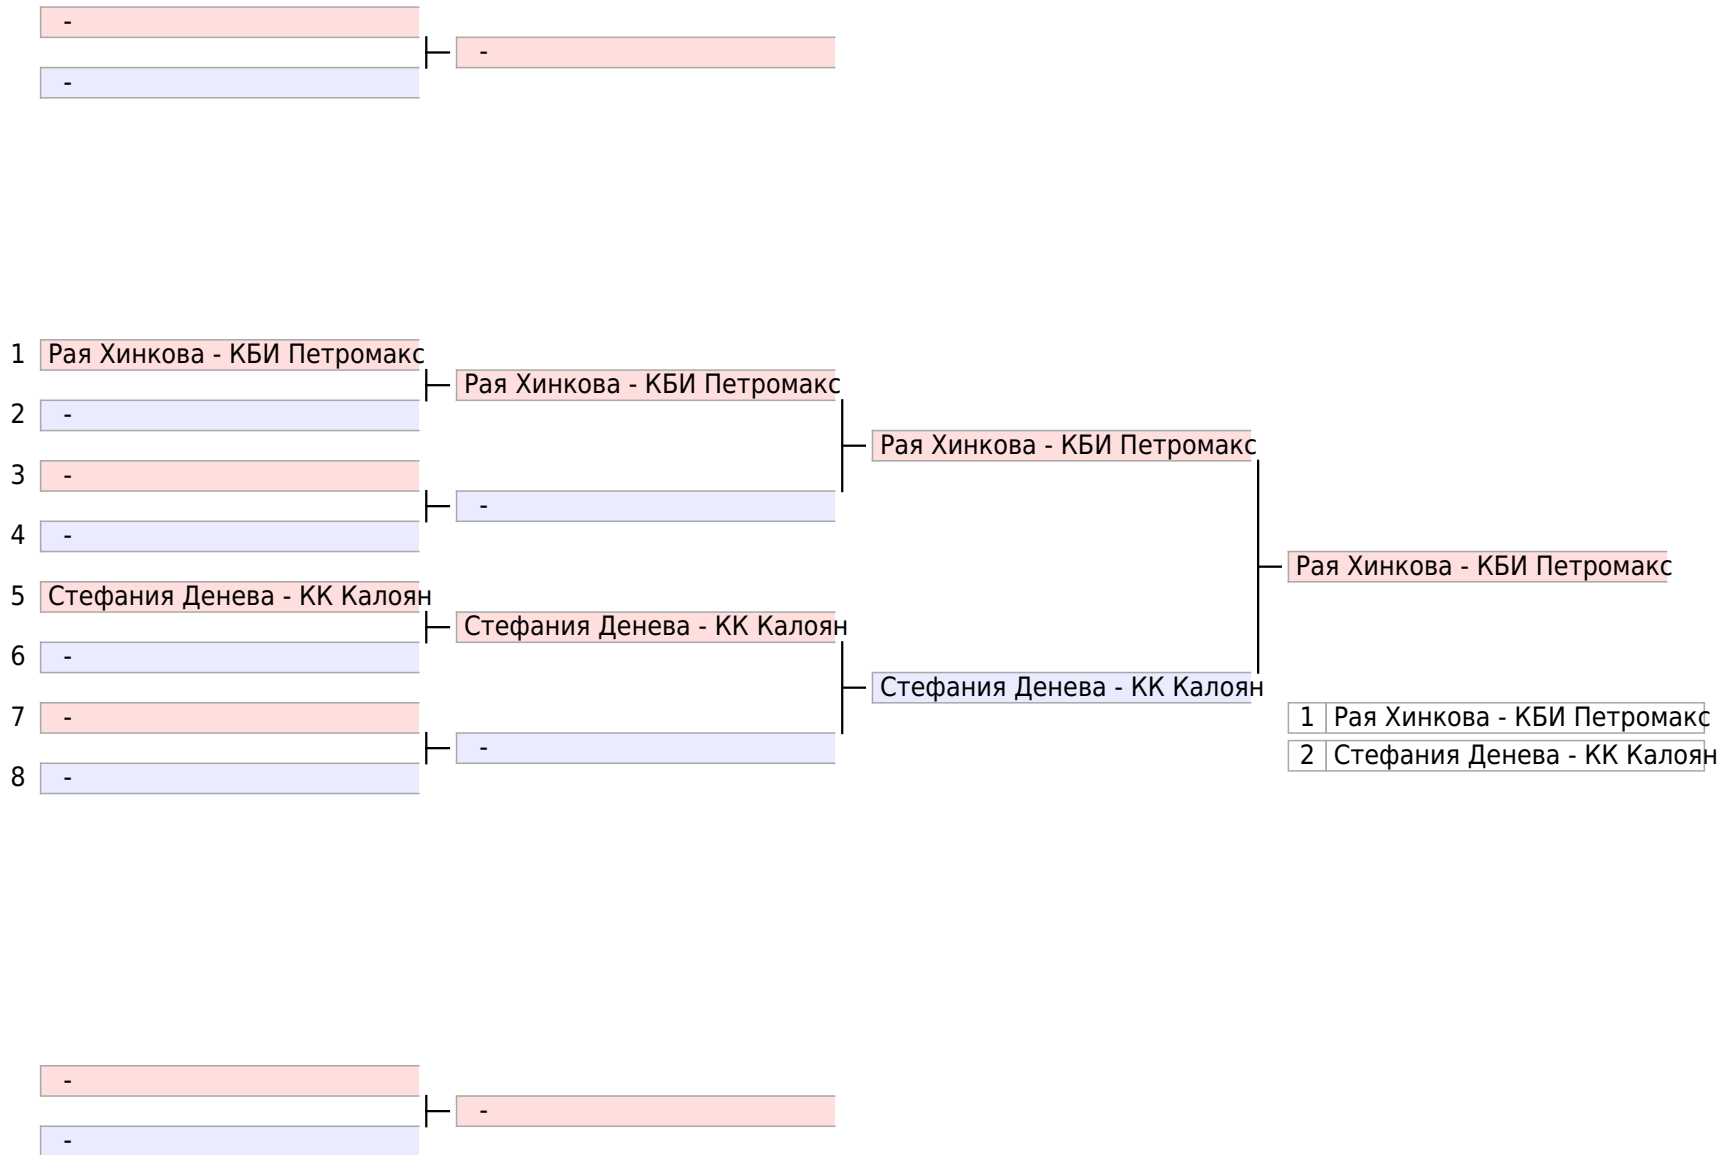 -
-
-
1 Рая Хинкова - КБИ Петромакс
Рая Хинкова - КБИ Петромакс
2 -
Рая Хинкова - КБИ Петромакс
3 -
-
4 -
Рая Хинкова - КБИ Петромакс
5 Стефания Денева - КК Калоян
Стефания Денева - КК Калоян
6 -
Стефания Денева - КК Калоян
7 -
1 Рая Хинкова - КБИ Петромакс
-
2 Стефания Денева - КК Калоян
8 -
-
-
-